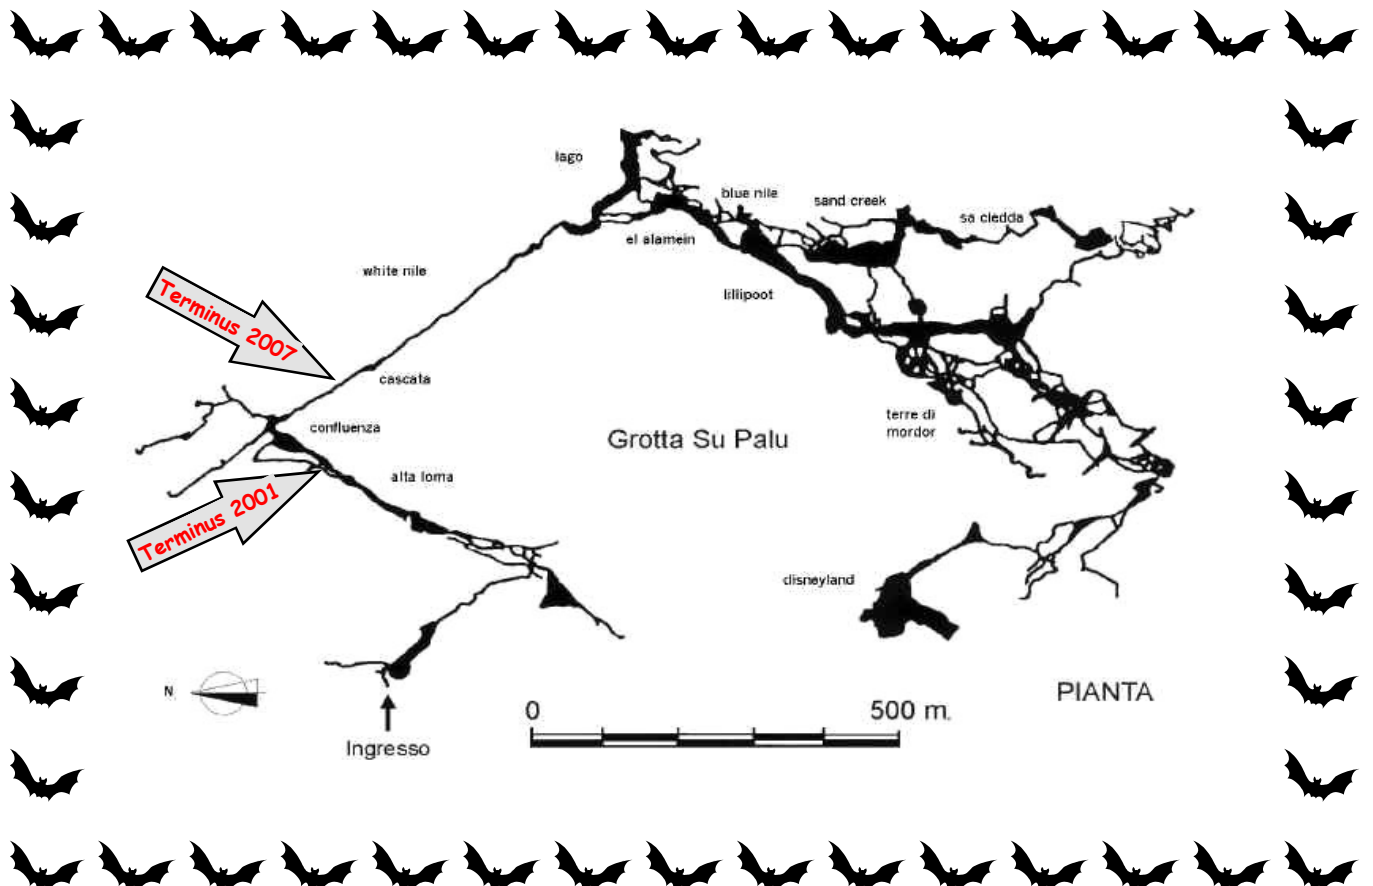 lago
blue nile
sand creek
sa cledda
el alamein
white nile
lillipoot
Terminus 2007
cascata
terre di
mordor
confluenza
Grotta Su Palu
alta loma
Terminus 2001
disneyland
N
PIANTA
0
500 m.
Ingresso